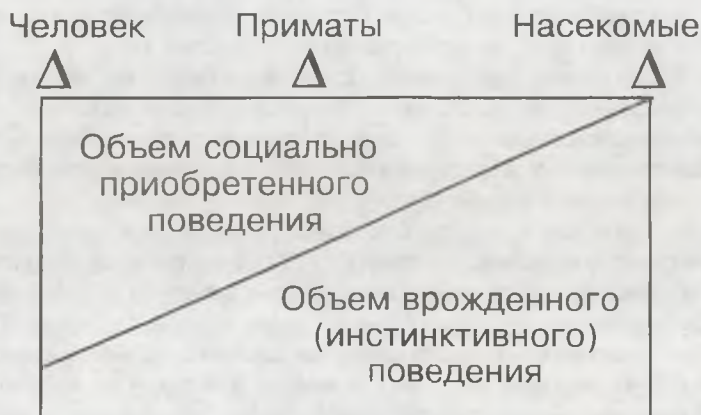 Человек Приматы Насекомые
Δ Δ Δ
Объем социально
приобретенного
поведения
Объем врожденного
(инстинктивного)
поведения